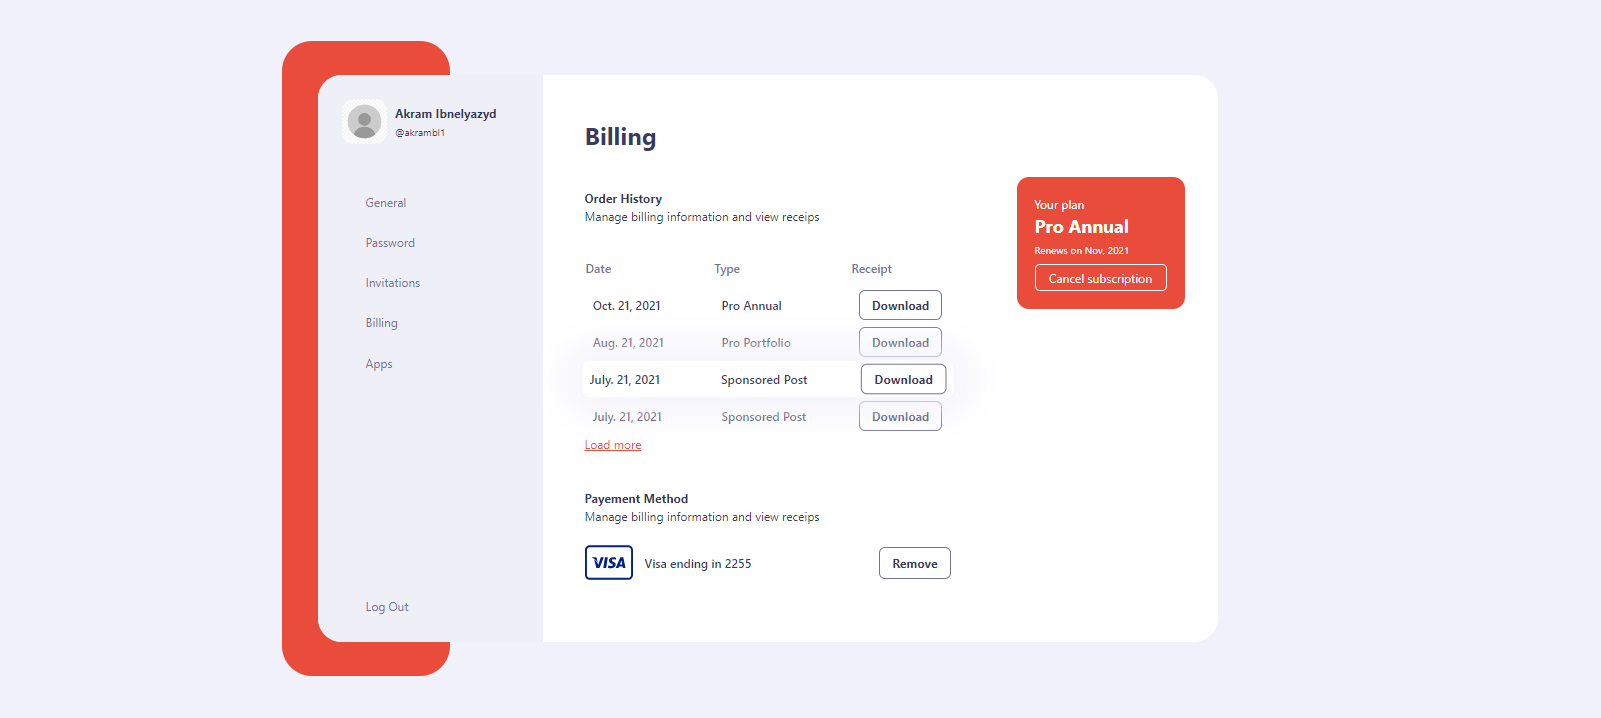 Akram Ibnelyazyd
@akrambl1
General
Password
Invitations
Billing
Apps
Log Out
Billing
Order History
Manage billing information and view receips
Date Type Receipt
Oct. 21, 2021 Pro Annual Download
Aug. 21, 2021 Pro Portfolio Download
July. 21, 2021 Sponsored Post Download
July. 21, 2021 Sponsored Post Download
Load more
Payement Method
Manage billing information and view receips
VISA Visa ending in 2255 Remove
Your plan
Pro Annual
Renews on Nov, 2021
Cancel subscription